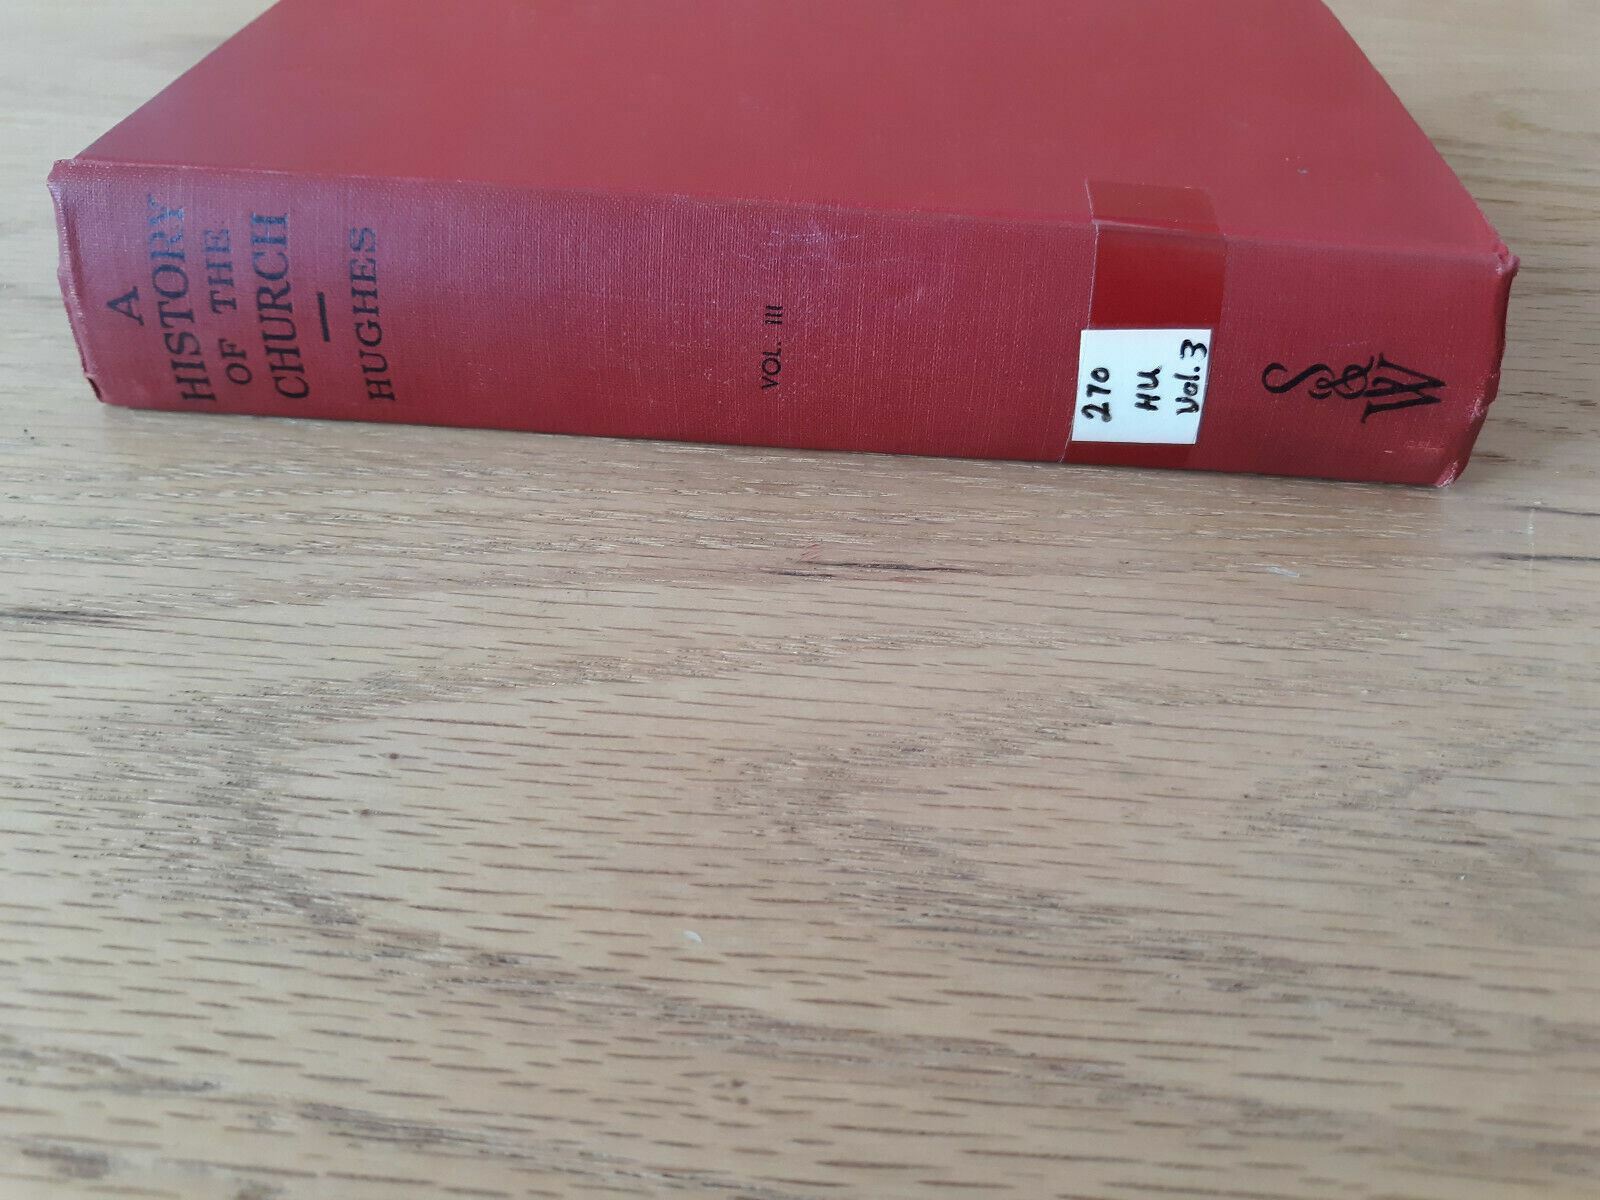 A
HISTORY
OF THE
CHURCH
HUGHES
VOL. III
270
HU
Vol. 3
S&W